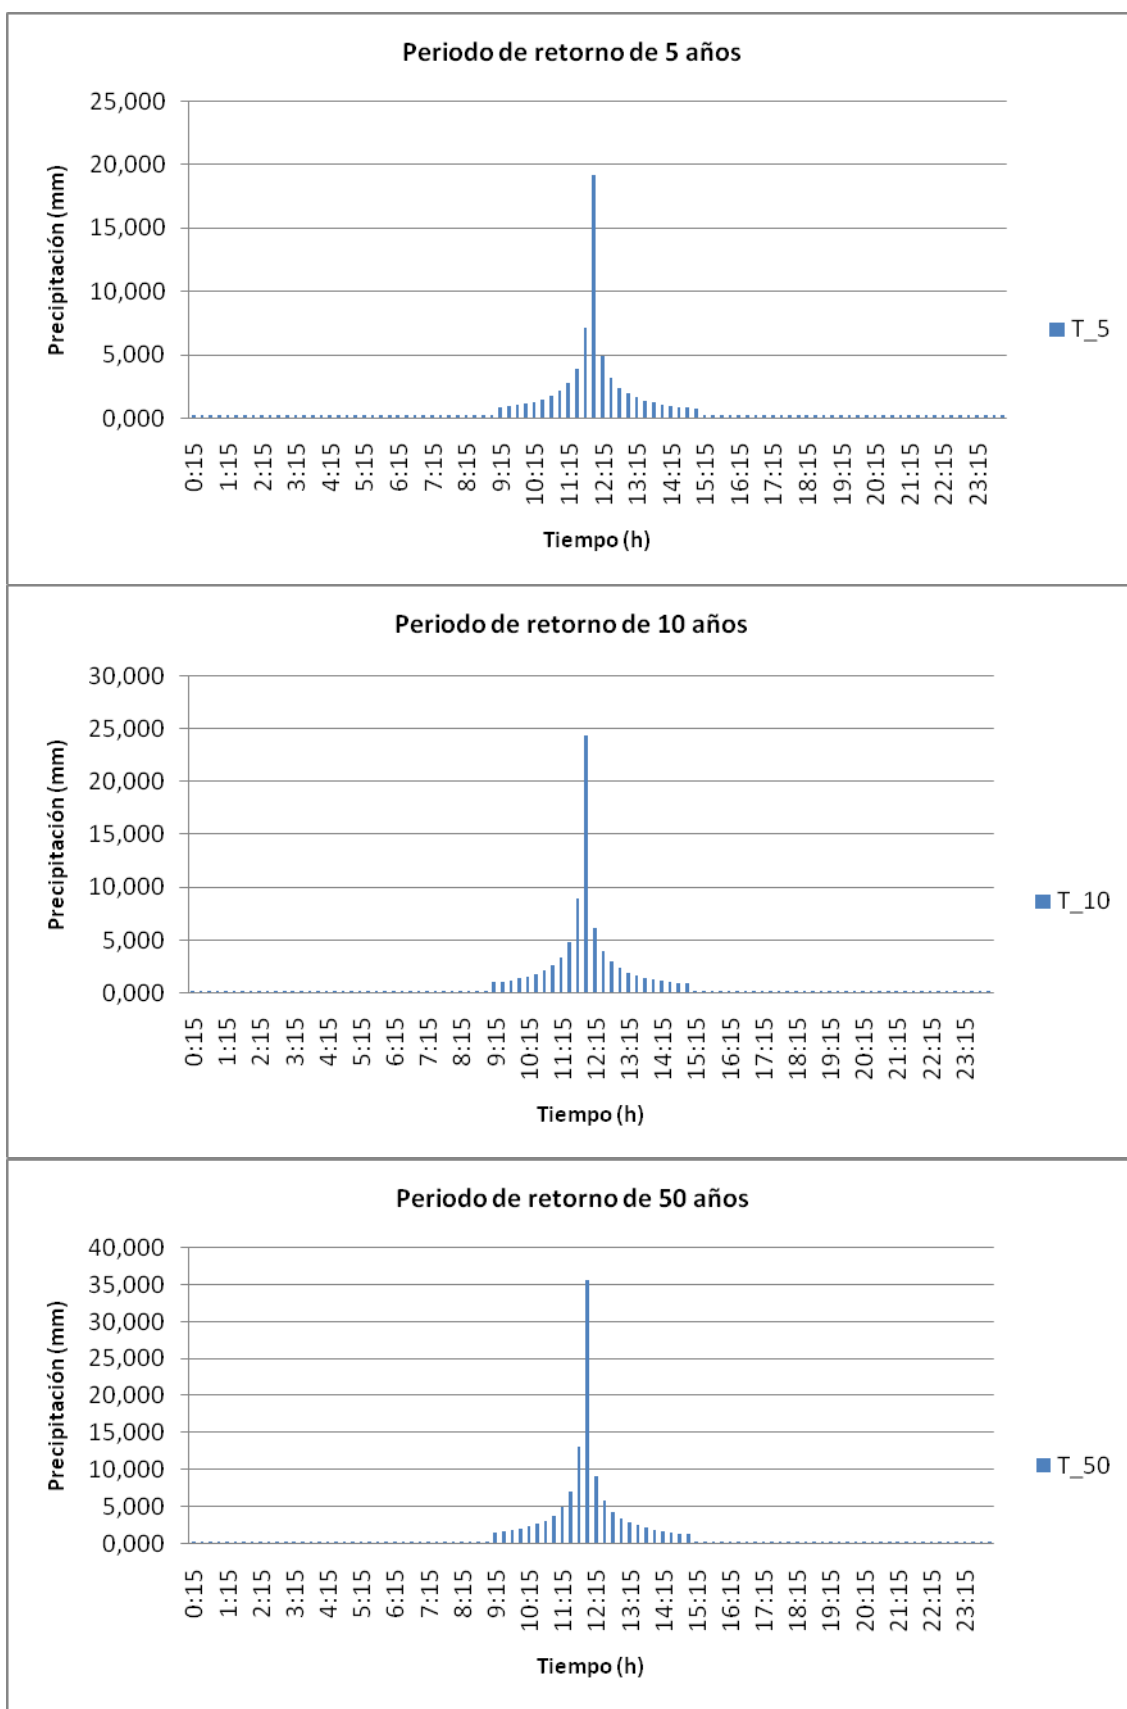 Periodo de retorno de 5 años
25,000
20,000
15,000
10,000
5,000
0,000
Precipitación (mm)
0:15 1:15 2:15 3:15 4:15 5:15 6:15 7:15 8:15 9:15 10:15 11:15 12:15 13:15 14:15 15:15 16:15 17:15 18:15 19:15 20:15 21:15 22:15 23:15
Tiempo (h)
T_5
Periodo de retorno de 10 años
30,000
25,000
20,000
15,000
10,000
5,000
0,000
Precipitación (mm)
0:15 1:15 2:15 3:15 4:15 5:15 6:15 7:15 8:15 9:15 10:15 11:15 12:15 13:15 14:15 15:15 16:15 17:15 18:15 19:15 20:15 21:15 22:15 23:15
Tiempo (h)
T_10
Periodo de retorno de 50 años
40,000
35,000
30,000
25,000
20,000
15,000
10,000
5,000
0,000
Precipitación (mm)
0:15 1:15 2:15 3:15 4:15 5:15 6:15 7:15 8:15 9:15 10:15 11:15 12:15 13:15 14:15 15:15 16:15 17:15 18:15 19:15 20:15 21:15 22:15 23:15
Tiempo (h)
T_50